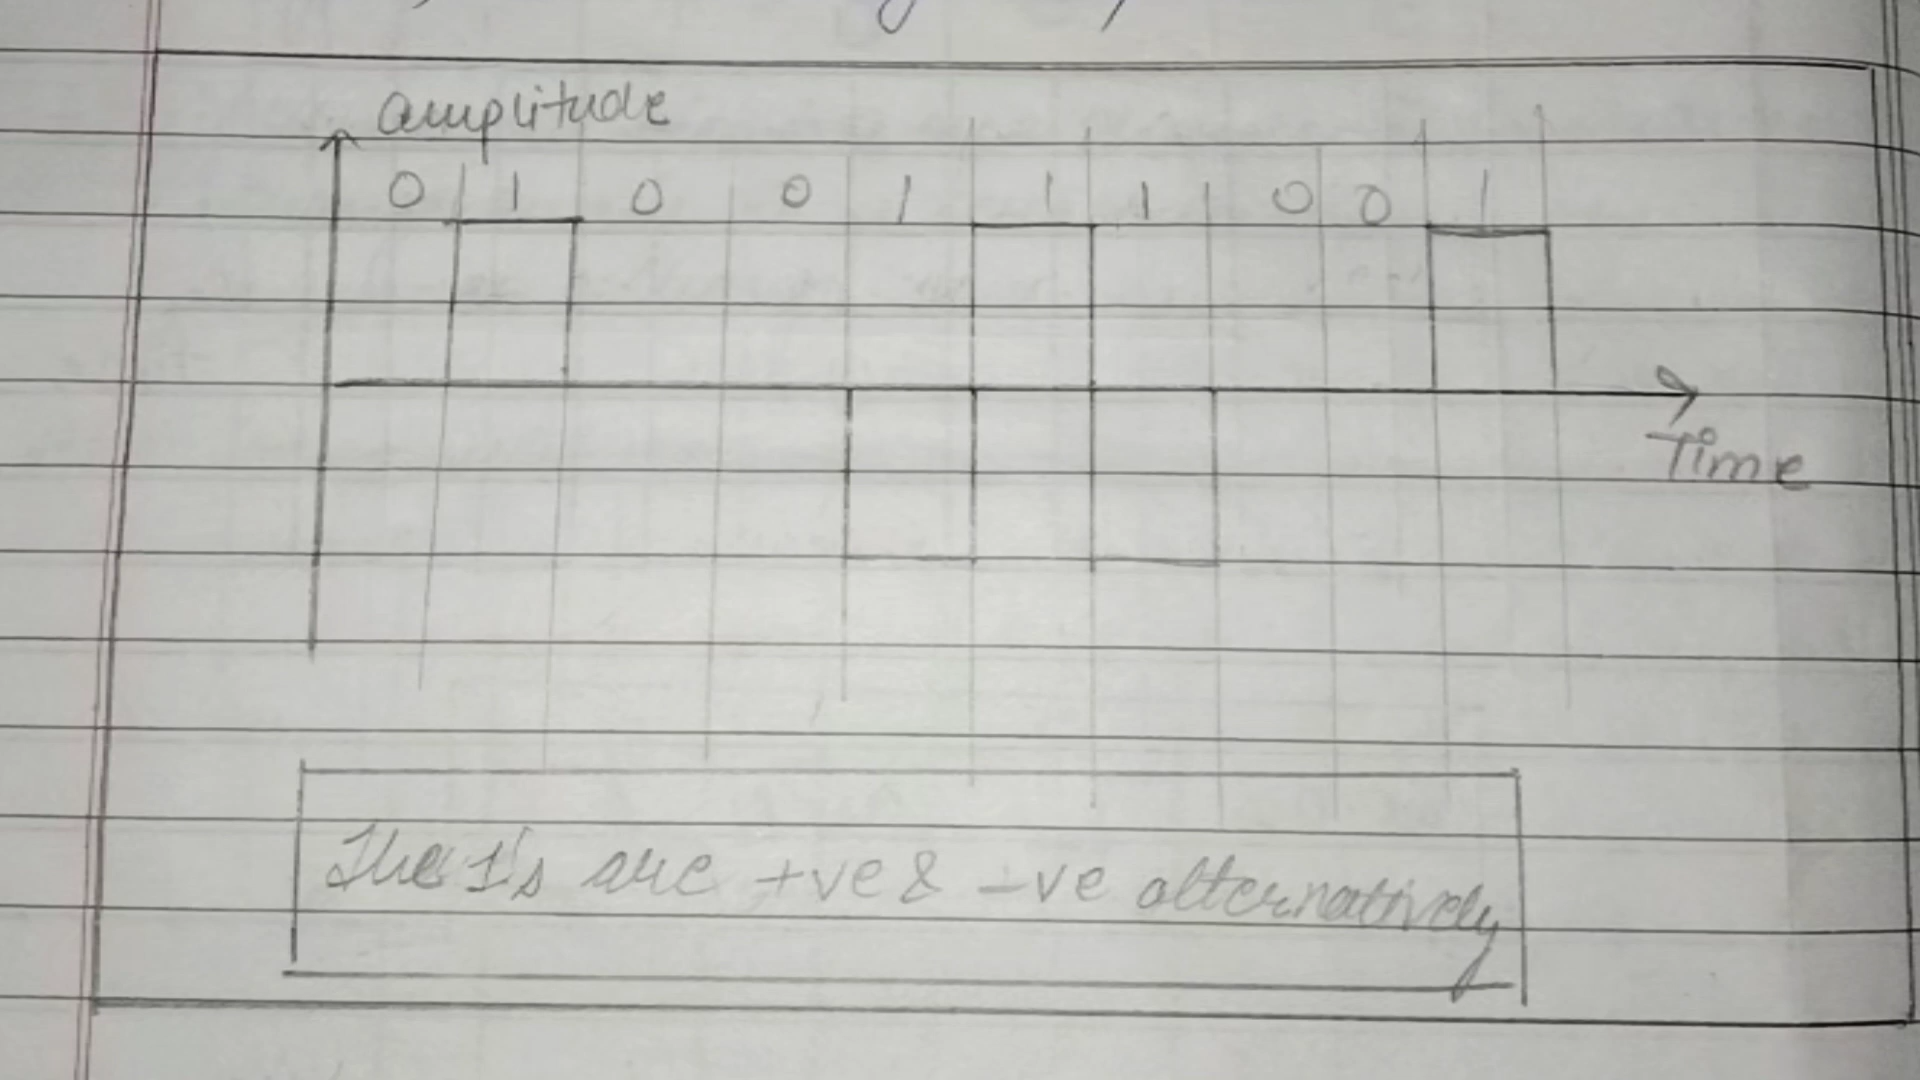 amplitude
0 1 0 0 1 1 1 0 0 1
Time
The 1's are +ve & -ve alternatively